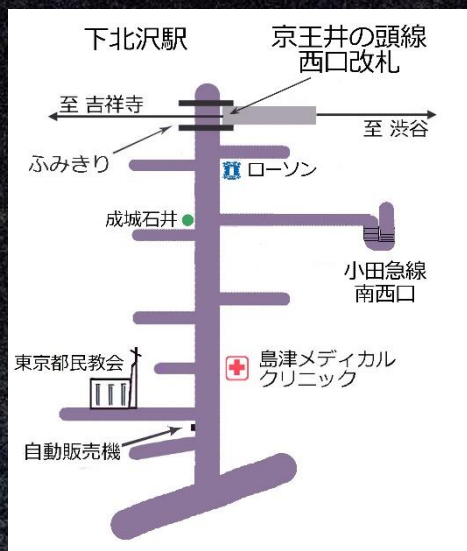 下北沢駅
京王井の頭線
西口改札
至 吉祥寺
至 渋谷
ふみきり
ローソン
成城石井
小田急線
南西口
東京都民教会
島津メディカル
クリニック
自動販売機